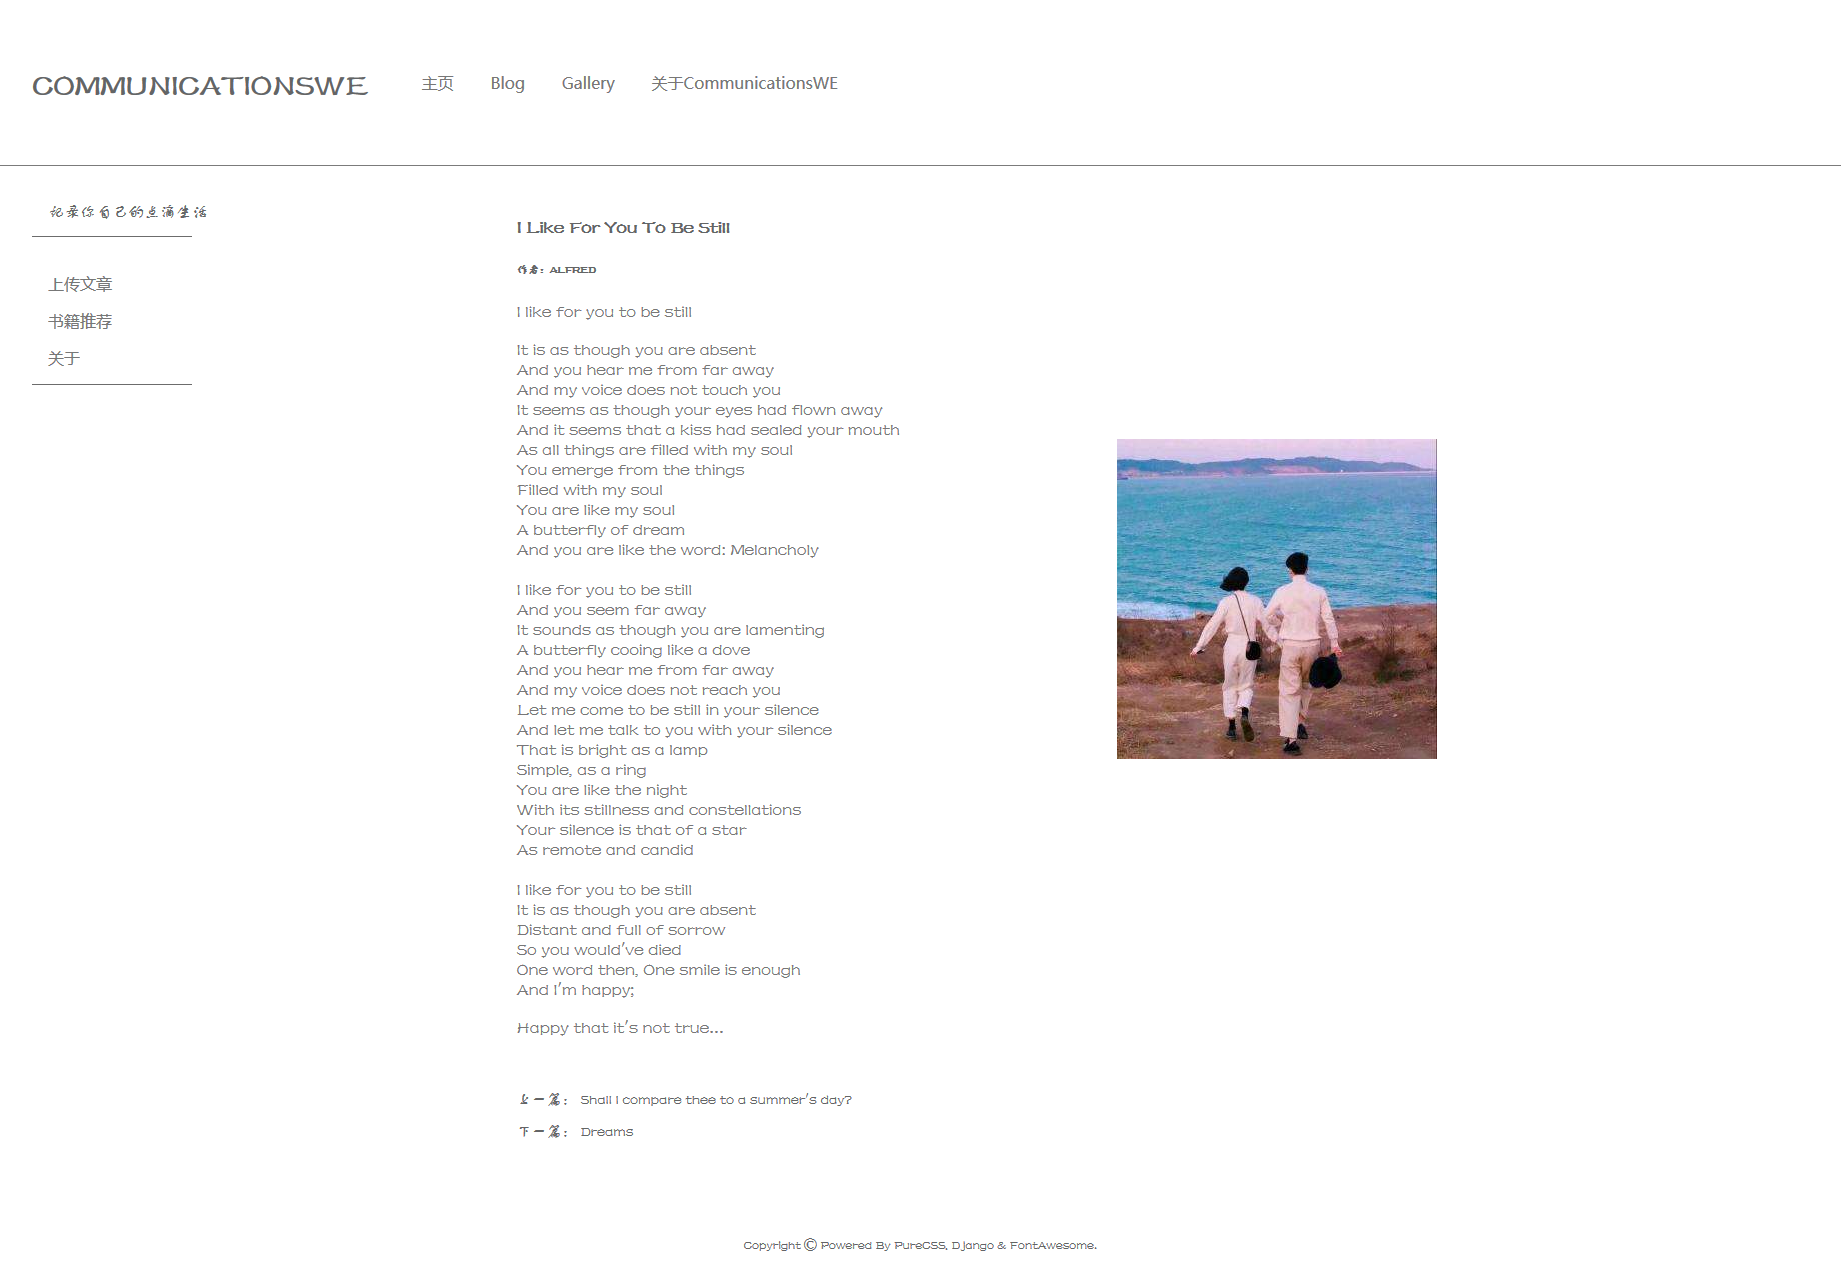 COMMUNICATIONSWE
主页 Blog Gallery 关于CommunicationsWE
记录你自己的点滴生活
上传文章
书籍推荐
关于
I Like For You To Be Still
作者：ALFRED
I like for you to be still
It is as though you are absent
And you hear me from far away
And my voice does not touch you
It seems as though your eyes had flown away
And it seems that a kiss had sealed your mouth
As all things are filled with my soul
You emerge from the things
Filled with my soul
You are like my soul
A butterfly of dream
And you are like the word: Melancholy
I like for you to be still
And you seem far away
It sounds as though you are lamenting
A butterfly cooing like a dove
And you hear me from far away
And my voice does not reach you
Let me come to be still in your silence
And let me talk to you with your silence
That is bright as a lamp
Simple, as a ring
You are like the night
With its stillness and constellations
Your silence is that of a star
As remote and candid
I like for you to be still
It is as though you are absent
Distant and full of sorrow
So you would've died
One word then, One smile is enough
And I'm happy;
Happy that it's not true...
上一篇： Shall I compare thee to a summer's day?
下一篇： Dreams
Copyright © Powered By PureCSS, Django & FontAwesome.